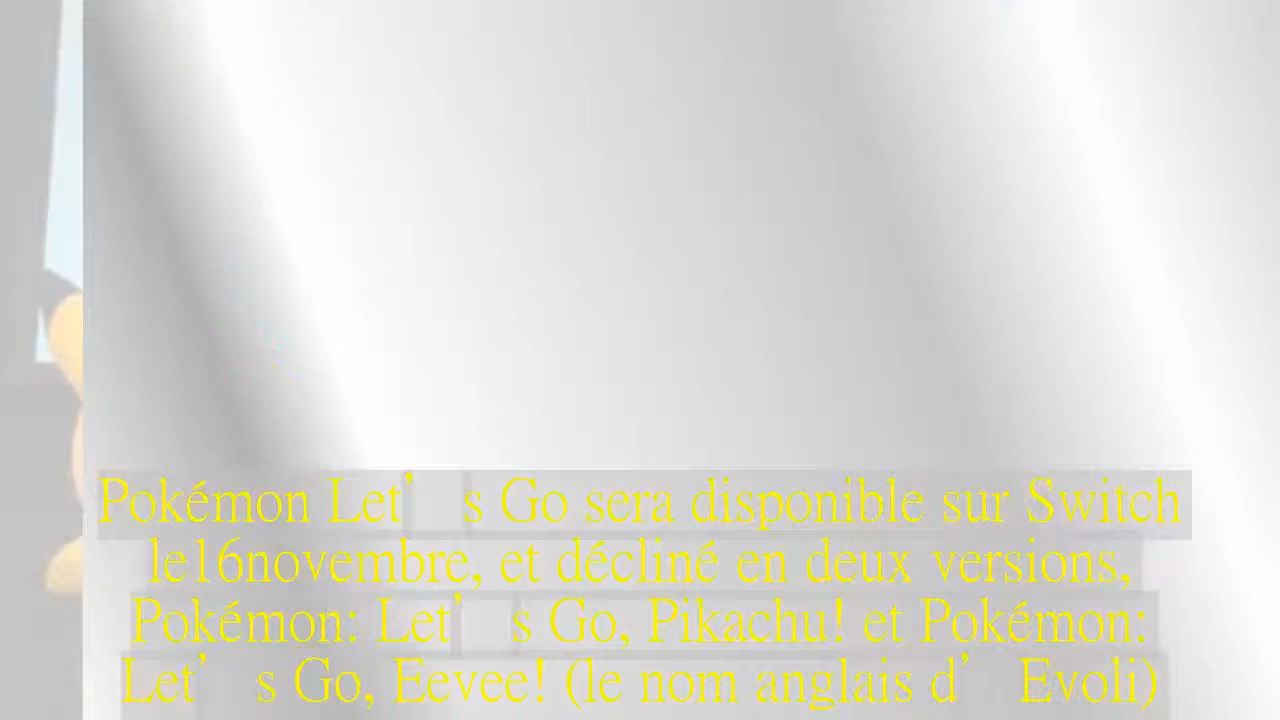 Pokémon Let’s Go sera disponible sur Switch
le16novembre, et décliné en deux versions,
Pokémon: Let’s Go, Pikachu! et Pokémon:
Let’s Go, Eevee! (le nom anglais d’Evoli)